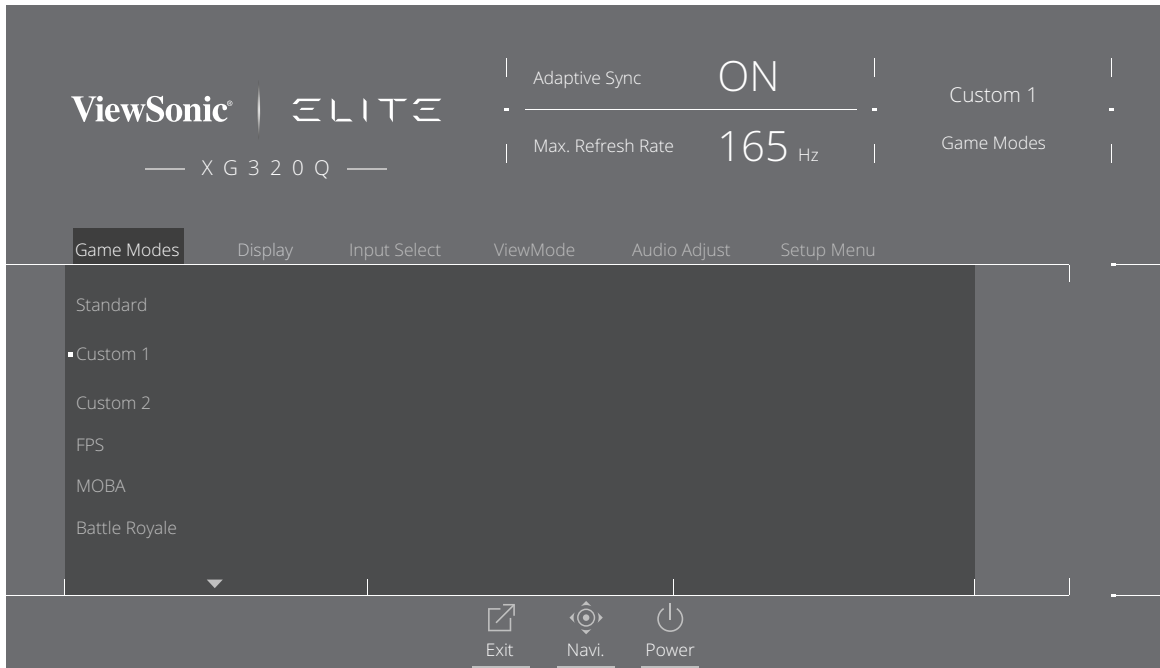 ViewSonic® ELITE
XG320Q
Adaptive Sync ON
Max. Refresh Rate 165 Hz
Custom 1
Game Modes
Game Modes Display Input Select ViewMode Audio Adjust Setup Menu
Standard
Custom 1
Custom 2
FPS
MOBA
Battle Royale
Exit Navi. Power